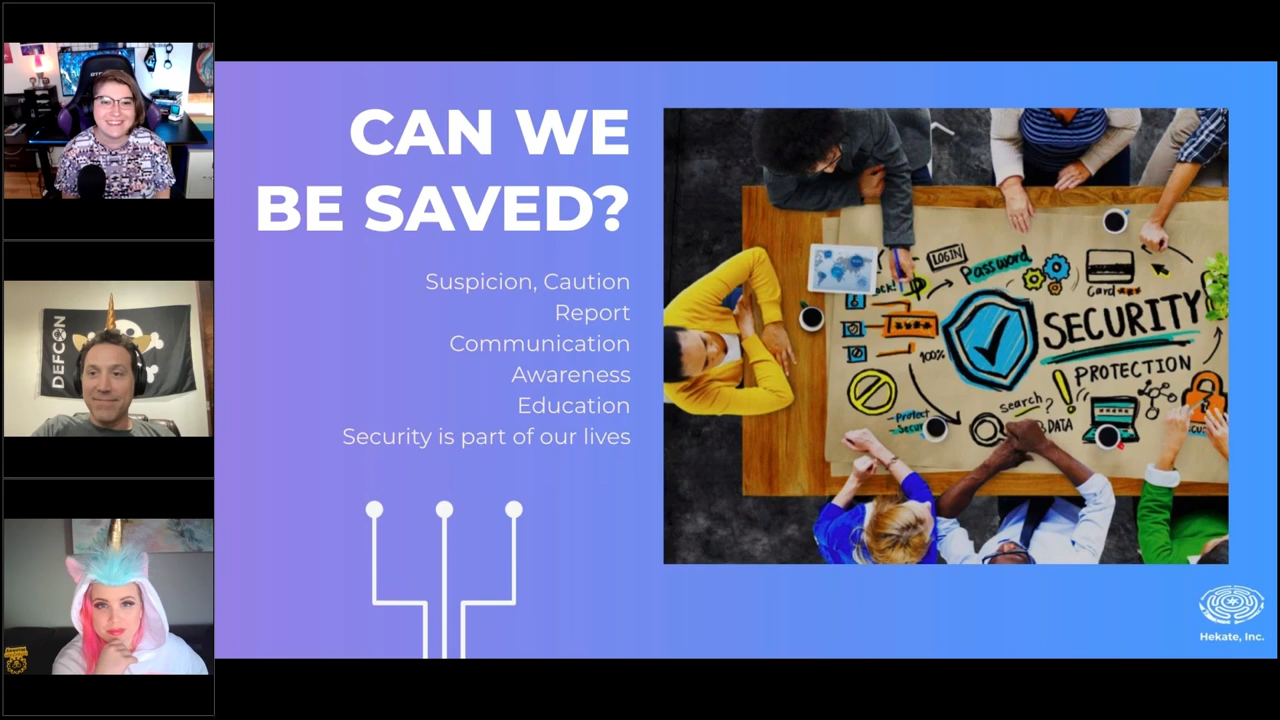 CAN WE
BE SAVED?
Suspicion, Caution
Report
Communication
Awareness
Education
Security is part of our lives
DEFCON
LOGIN
Password
Card
SECURITY
100%
PROTECTION
search?
Protect
DATA
Hekate, Inc.